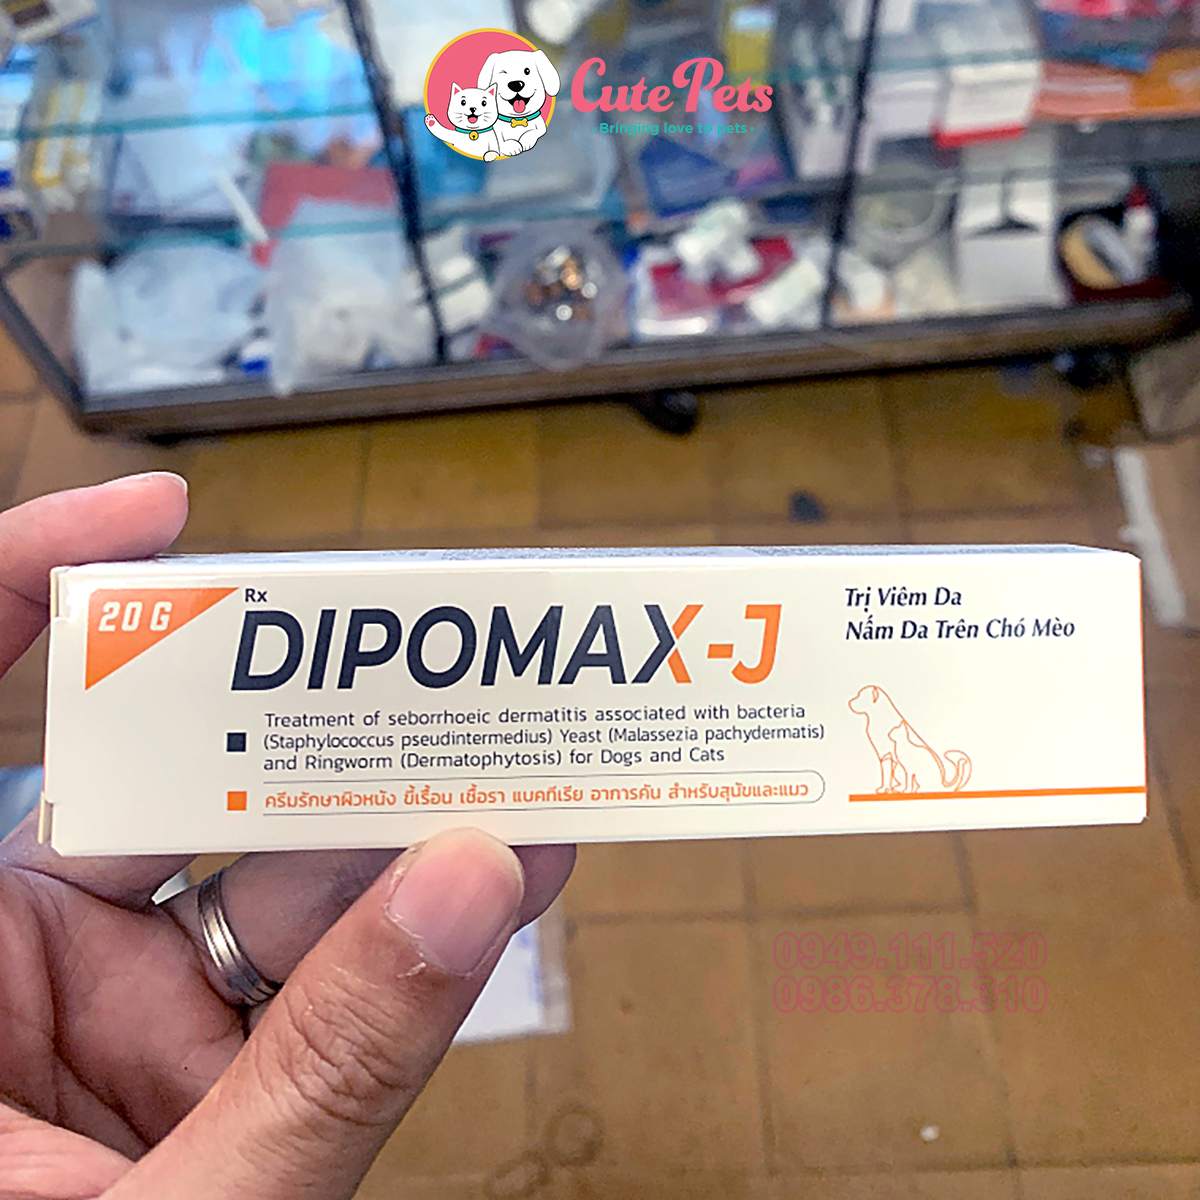 Cute Pets
- Bringing love to pets -
20 G
Rx
DIPOMAX-J
Trị Viêm Da
Nấm Da Trên Chó Mèo
Treatment of seborrhoeic dermatitis associated with bacteria
(Staphylococcus pseudintermedius) Yeast (Malassezia pachydermatis)
and Ringworm (Dermatophytosis) for Dogs and Cats
ครีมรักษาผิวหนัง ขี้เรื้อน เชื้อรา แบคทีเรีย อาการคัน สำหรับสุนัขและแมว
0949.111.520
0986.378.310